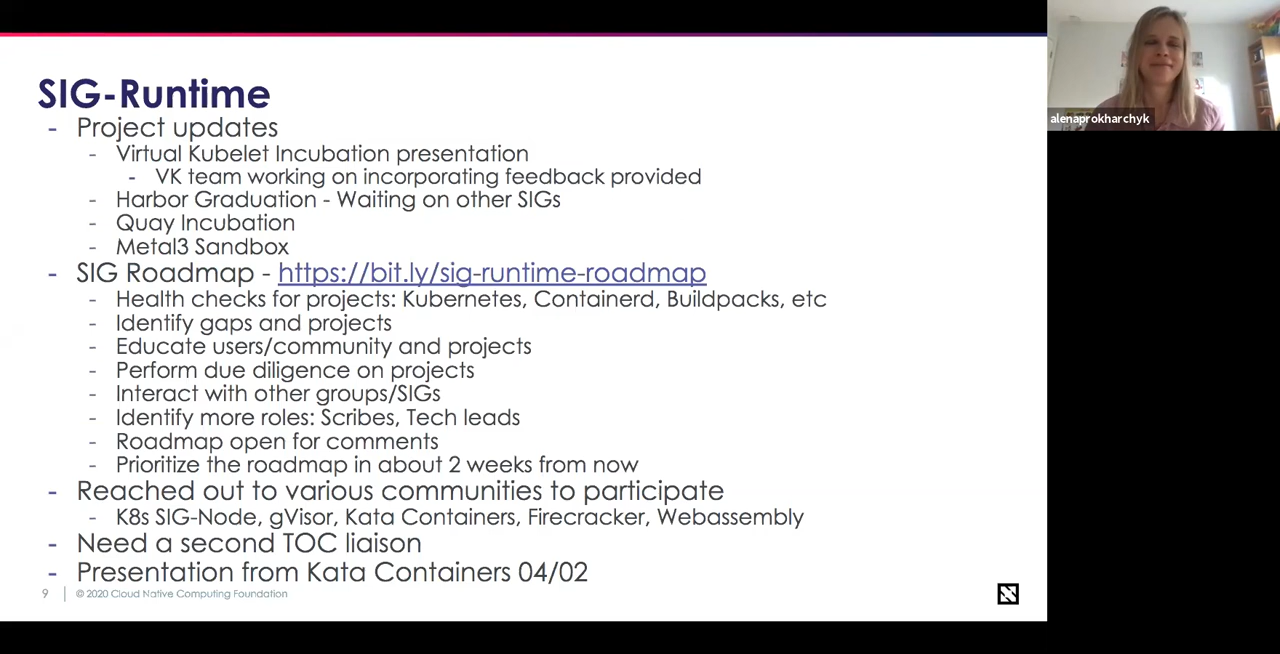 SIG-Runtime
- Project updates
- Virtual Kubelet Incubation presentation
- VK team working on incorporating feedback provided
- Harbor Graduation - Waiting on other SIGs
- Quay Incubation
- Metal3 Sandbox
- SIG Roadmap - https://bit.ly/sig-runtime-roadmap
- Health checks for projects: Kubernetes, Containerd, Buildpacks, etc
- Identify gaps and projects
- Educate users/community and projects
- Perform due diligence on projects
- Interact with other groups/SIGs
- Identify more roles: Scribes, Tech leads
- Roadmap open for comments
- Prioritize the roadmap in about 2 weeks from now
- Reached out to various communities to participate
- K8s SIG-Node, gVisor, Kata Containers, Firecracker, Webassembly
- Need a second TOC liaison
- Presentation from Kata Containers 04/02
9 | © 2020 Cloud Native Computing Foundation
alenaprokharchyk